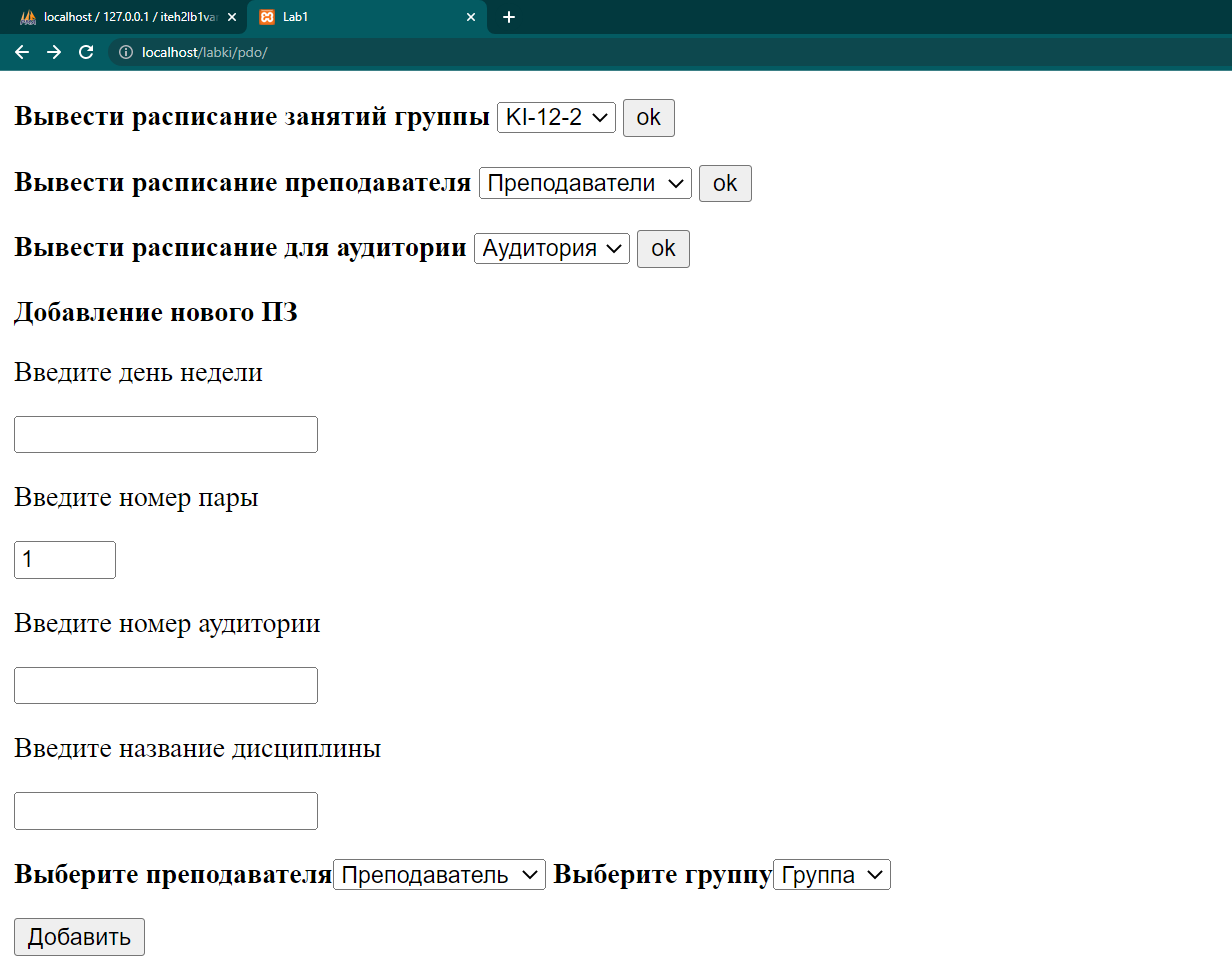 localhost / 127.0.0.1 / iteh2lb1var
Lab1
localhost/labki/pdo/
Вывести расписание занятий группы KI-12-2 ok
Вывести расписание преподавателя Преподаватели ok
Вывести расписание для аудитории Аудитория ok
Добавление нового ПЗ
Введите день недели
Введите номер пары
1
Введите номер аудитории
Введите название дисциплины
Выберите преподавателя Преподаватель Выберите группу Группа
Добавить